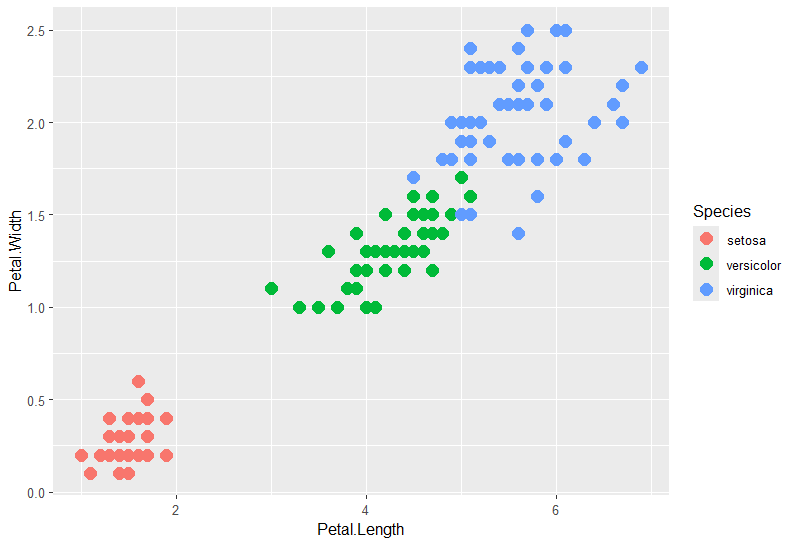 2.5
2.0
1.5
1.0
0.5
0.0
Petal.Width
2 4 6
Petal.Length
Species
setosa
versicolor
virginica